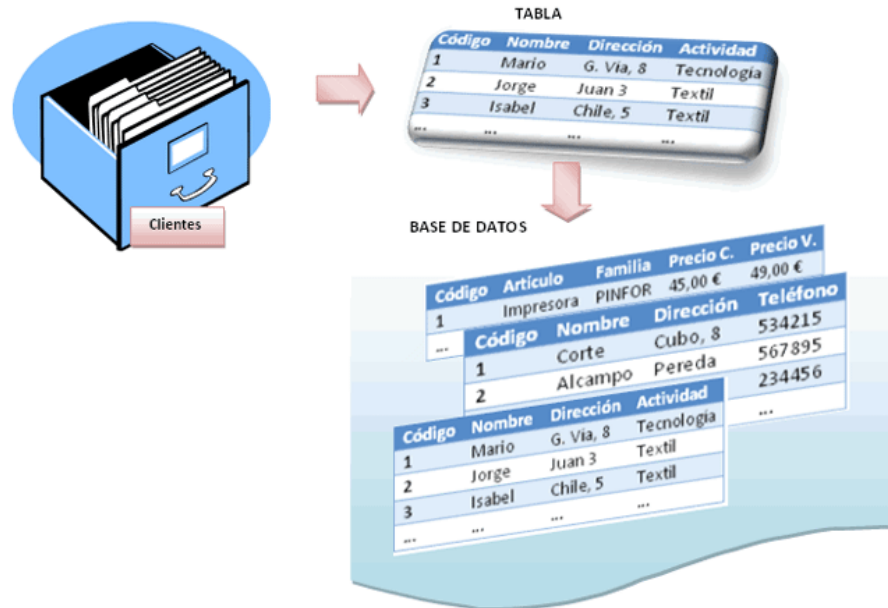 TABLA
Código Nombre Dirección Actividad
1 Mario G. Via, 8 Tecnología
2 Jorge Juan 3 Textil
3 Isabel Chile, 5 Textil
... ... ... ...
Clientes
BASE DE DATOS
Código Artículo Familia Precio C. Precio V.
1 Impresora PINFOR 45,00 € 49,00 €
...
Código Nombre Dirección Teléfono
1 Corte Cubo, 8 534215
2 Alcampo Pereda 567895
234456
...
Código Nombre Dirección Actividad
1 Mario G. Via, 8 Tecnología
2 Jorge Juan 3 Textil
3 Isabel Chile, 5 Textil
... ... ... ...